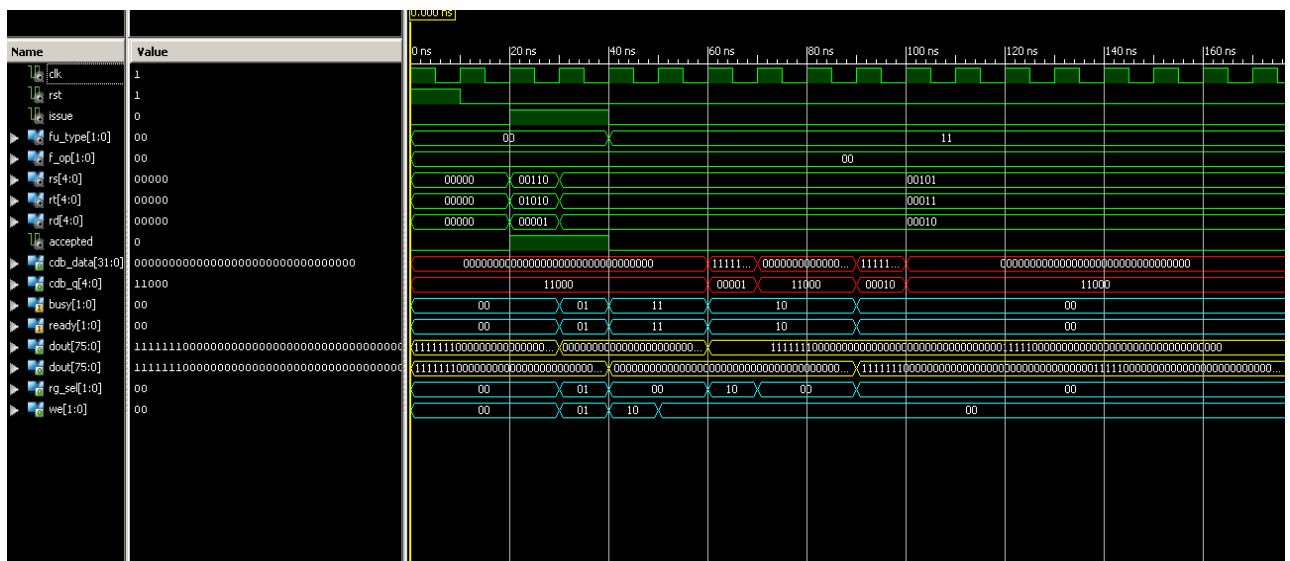 0.000 ns
Name Value 0 ns 20 ns 40 ns 60 ns 80 ns 100 ns 120 ns 140 ns 160 ns
clk 1
rst 1
issue 0
fu_type[1:0] 00 00 11
f_op[1:0] 00 00
rs[4:0] 00000 00000 00110 00101
rt[4:0] 00000 00000 01010 00011
rd[4:0] 00000 00000 00001 00010
accepted 0
cdb_data[31:0] 00000000000000000000000000000000 00000000000000000000000000000000 11111... 0000000000000... 11111... 00000000000000000000000000000000
cdb_q[4:0] 11000 11000 00001 11000 00010 11000
busy[1:0] 00 00 01 11 10 00
ready[1:0] 00 00 01 11 10 00
dout[75:0]
dout[75:0]
rg_sel[1:0] 00 00 01 00 10 00 00
we[1:0] 00 00 01 10 00